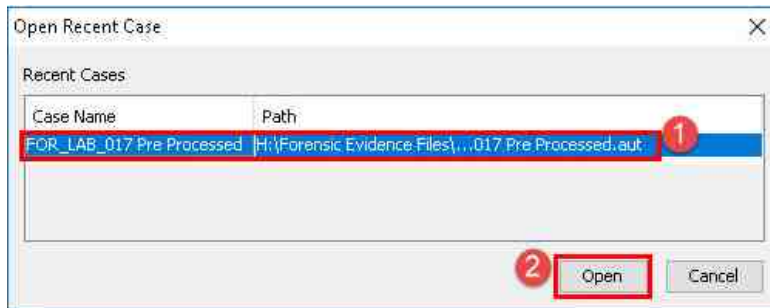 Open Recent Case
Recent Cases
Case Name Path
FOR_LAB_017 Pre Processed H:\Forensic Evidence Files\...017 Pre Processed.aut 1
2 Open Cancel